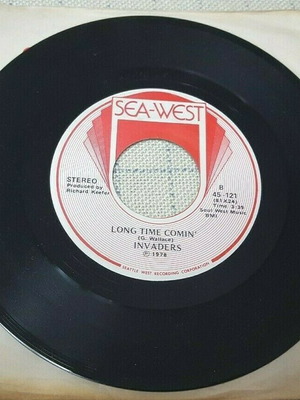 SEA-WEST
STEREO
Produced by
Richard Keefer
B
45-121
(81X24)
Time: 3:35
Soul West Music
BMI
LONG TIME COMIN'
(G. Wallace)
INVADERS
℗ 1978
SEATTLE WEST RECORDING CORPORATION